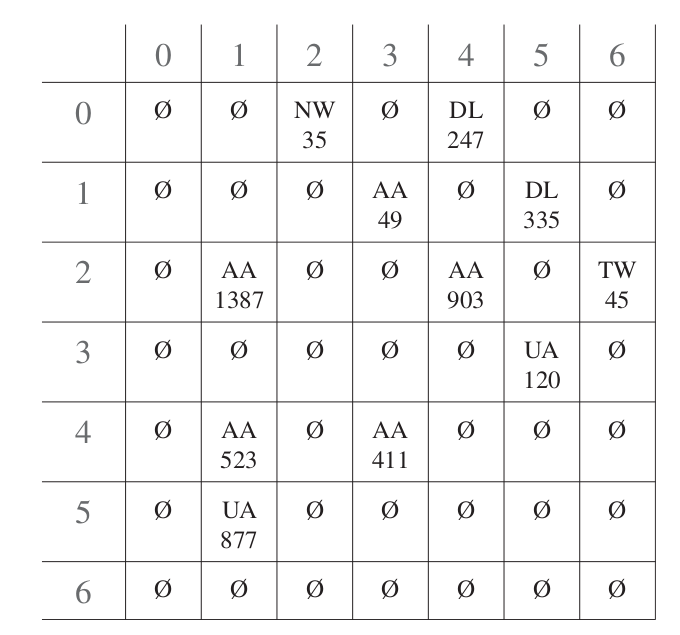 0 1 2 3 4 5 6
0 Ø Ø NW Ø DL Ø Ø
35 247
1 Ø Ø Ø AA Ø DL Ø
49 335
2 Ø AA Ø Ø AA Ø TW
1387 903 45
3 Ø Ø Ø Ø Ø UA Ø
120
4 Ø AA Ø AA Ø Ø Ø
523 411
5 Ø UA Ø Ø Ø Ø Ø
877
6 Ø Ø Ø Ø Ø Ø Ø